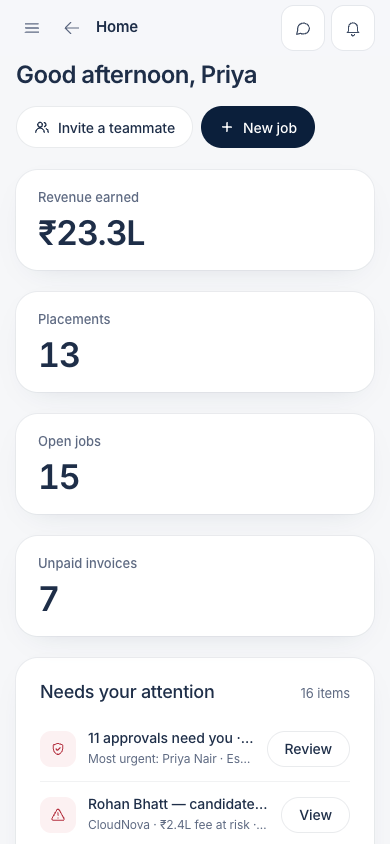 Home
Good afternoon, Priya
Invite a teammate
New job
Revenue earned
₹23.3L
Placements
13
Open jobs
15
Unpaid invoices
7
Needs your attention
16 items
11 approvals need you ·...
Most urgent: Priya Nair · Es...
Review
Rohan Bhatt — candidate...
CloudNova · ₹2.4L fee at risk ·...
View